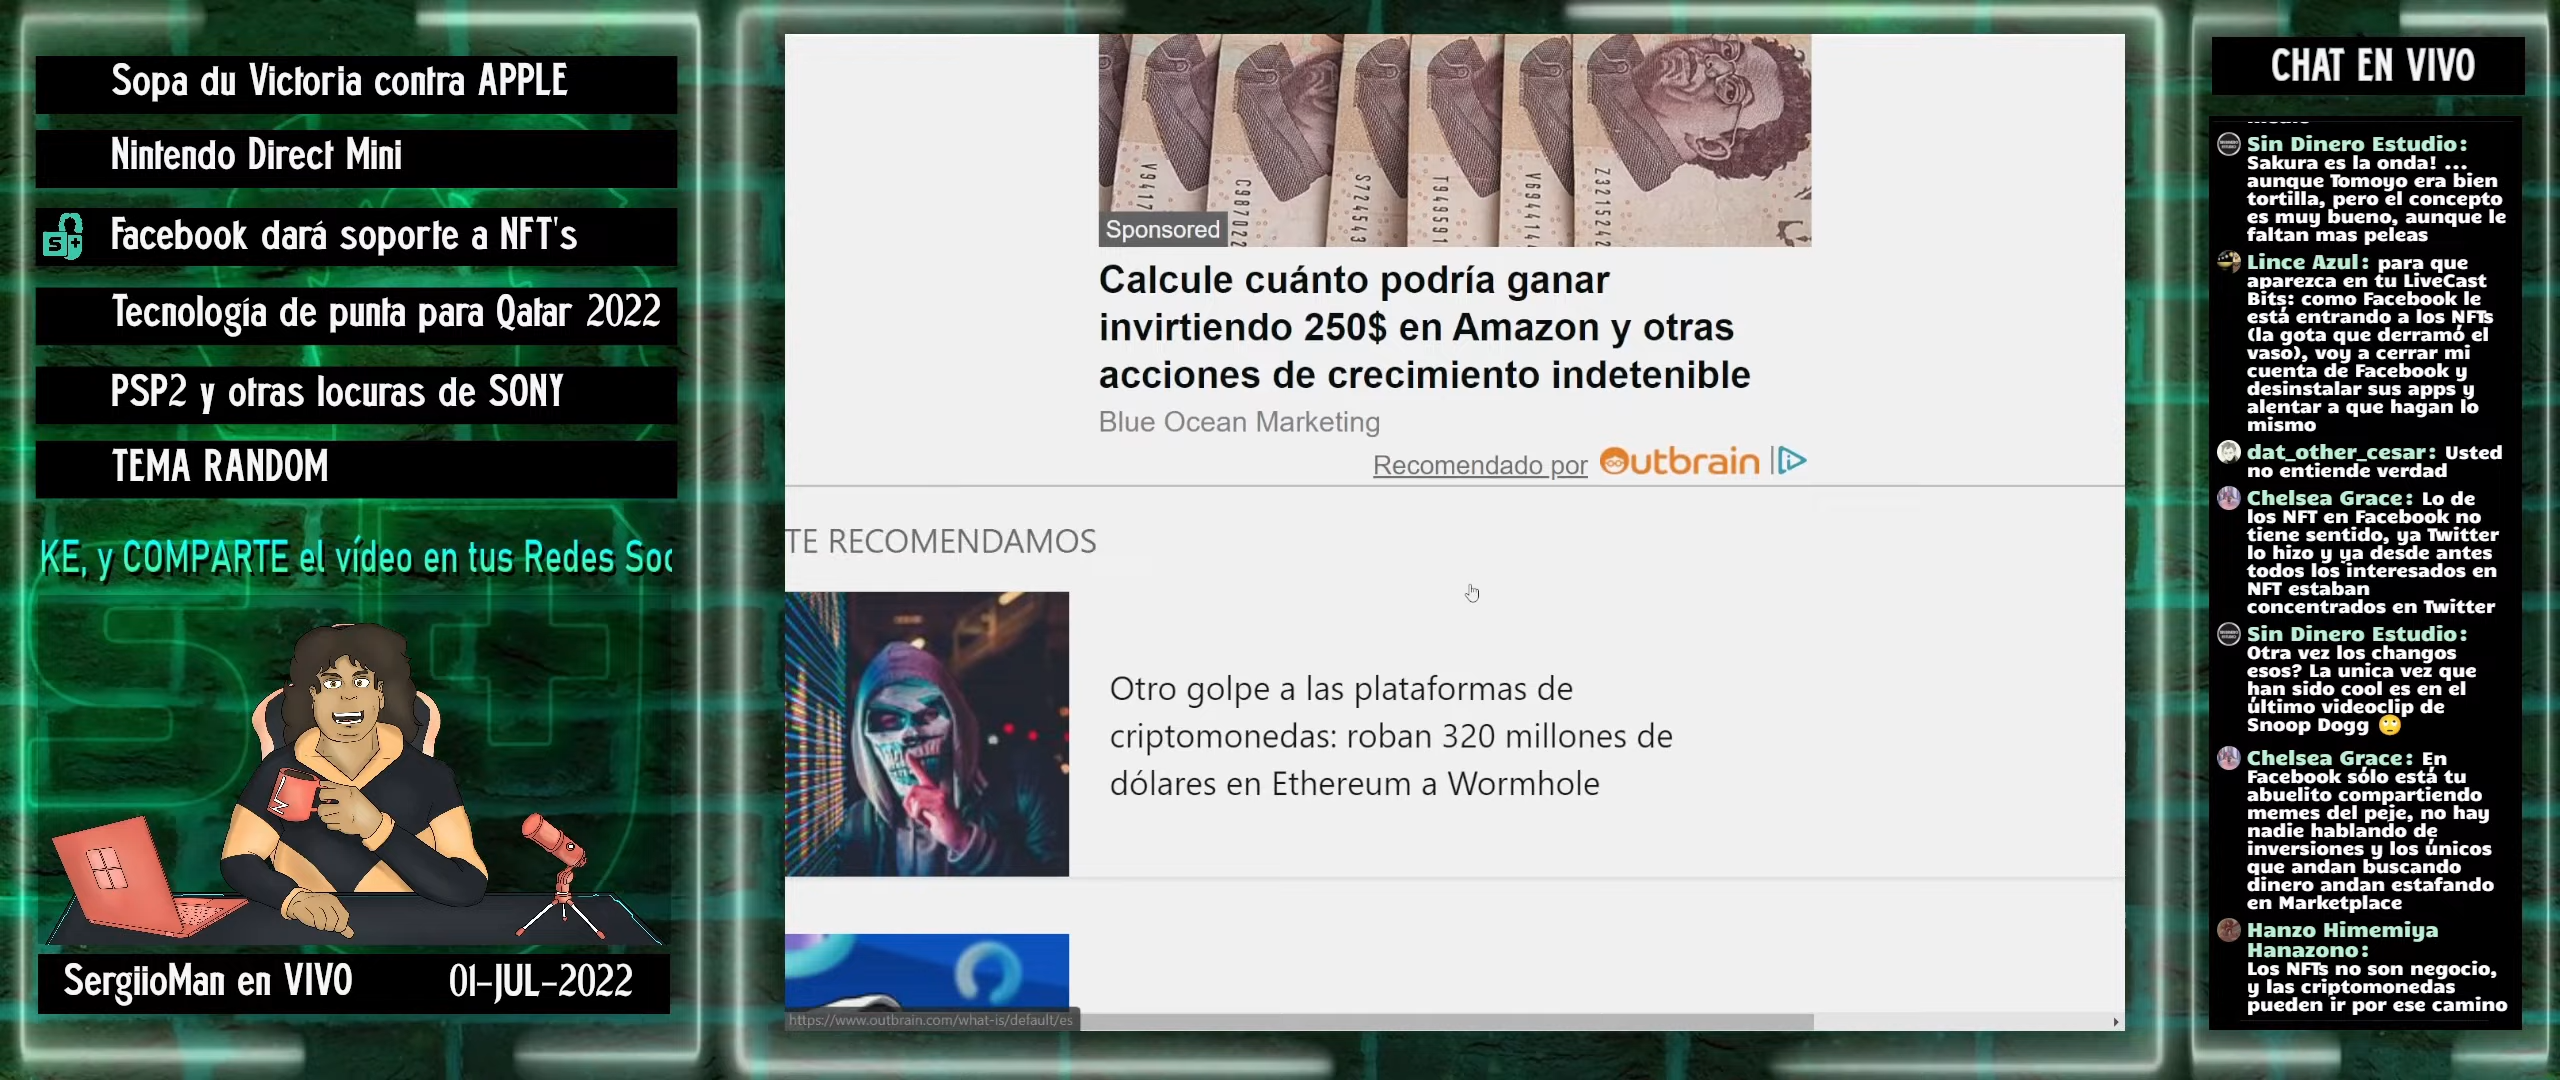 Sopa du Victoria contra APPLE
Nintendo Direct Mini
S+
Facebook dará soporte a NFT's
Tecnología de punta para Qatar 2022
PSP2 y otras locuras de SONY
TEMA RANDOM
KE, y COMPARTE el vídeo en tus Redes Soc
SergiioMan en VIVO
01-JUL-2022
Sponsored
Calcule cuánto podría ganar
invirtiendo 250$ en Amazon y otras
acciones de crecimiento indetenible
Blue Ocean Marketing
Recomendado por Outbrain
TE RECOMENDAMOS
Otro golpe a las plataformas de
criptomonedas: roban 320 millones de
dólares en Ethereum a Wormhole
https://www.outbrain.com/what-is/default/es
CHAT EN VIVO
Sin Dinero Estudio:
Sakura es la onda! ...
aunque Tomoyo era bien
tortilla, pero el concepto
es muy bueno, aunque le
faltan mas peleas
Lince Azul: para que
aparezca en tu LiveCast
Bits: como Facebook le
está entrando a los NFTs
(la gota que derramó el
vaso), voy a cerrar mi
cuenta de Facebook y
desinstalar sus apps y
alentar a que hagan lo
mismo
dat_other_cesar: Usted
no entiende verdad
Chelsea Grace: Lo de
los NFT en Facebook no
tiene sentido, ya Twitter
lo hizo y ya desde antes
todos los interesados en
NFT estaban
concentrados en Twitter
Sin Dinero Estudio:
Otra vez los changos
esos? La unica vez que
han sido cool es en el
último videoclip de
Snoop Dogg 🙄
Chelsea Grace: En
Facebook sólo está tu
abuelito compartiendo
memes del peje, no hay
nadie hablando de
inversiones y los únicos
que andan buscando
dinero andan estafando
en Marketplace
Hanzo Himemiya
Hanazono:
Los NFTs no son negocio,
y las criptomonedas
pueden ir por ese camino